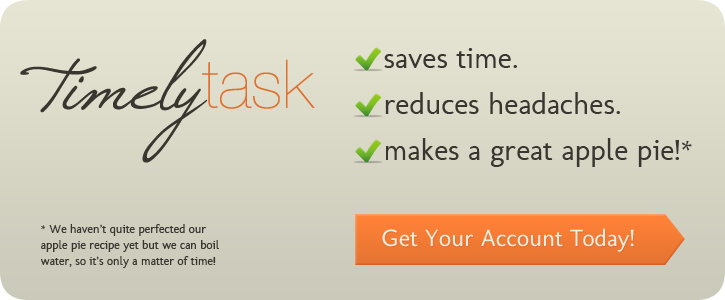 Timelytask
saves time.
reduces headaches.
makes a great apple pie!*
* We haven't quite perfected our
apple pie recipe yet but we can boil
water, so it's only a matter of time!
Get Your Account Today!